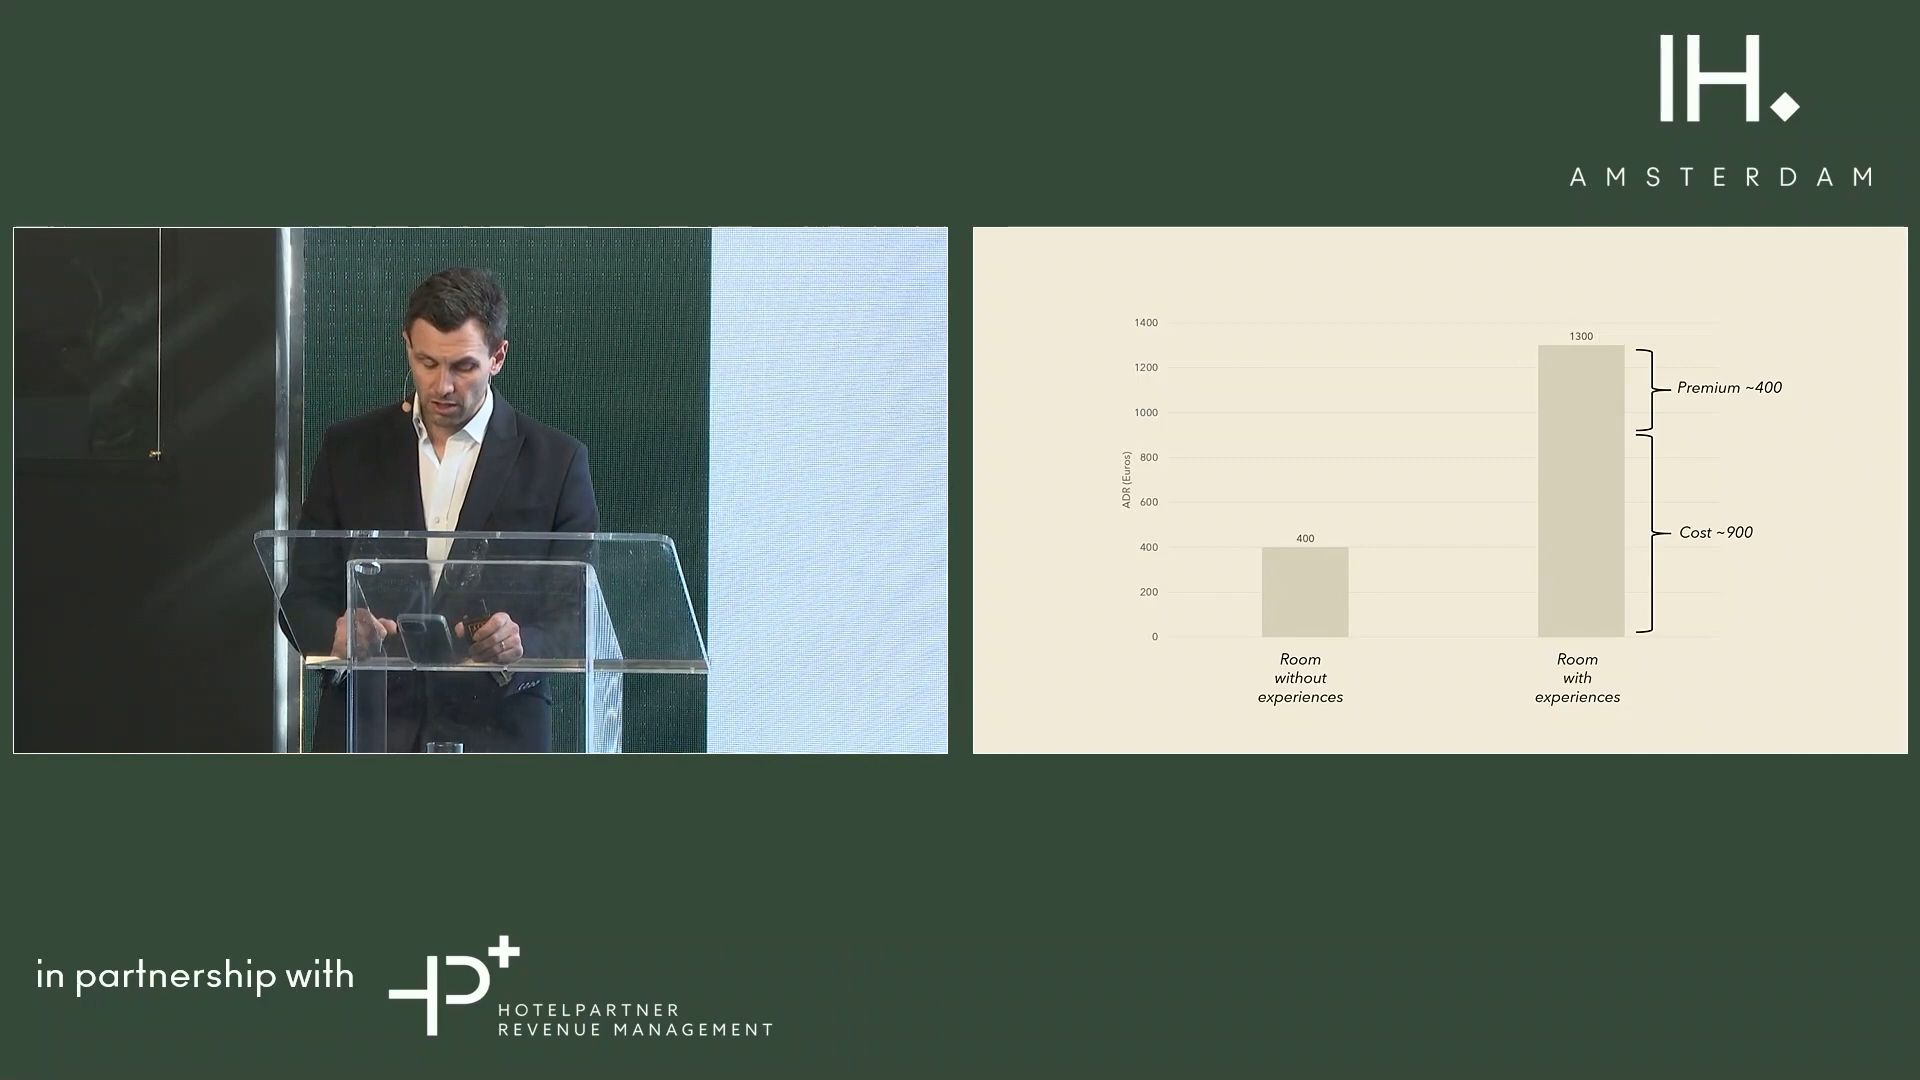 IH.
AMSTERDAM
1400
1200
1000
800
600
400
200
0
ADR (Euros)
400
1300
Premium ~400
Cost ~900
Room
without
experiences
Room
with
experiences
in partnership with
HP+
HOTELPARTNER
REVENUE MANAGEMENT